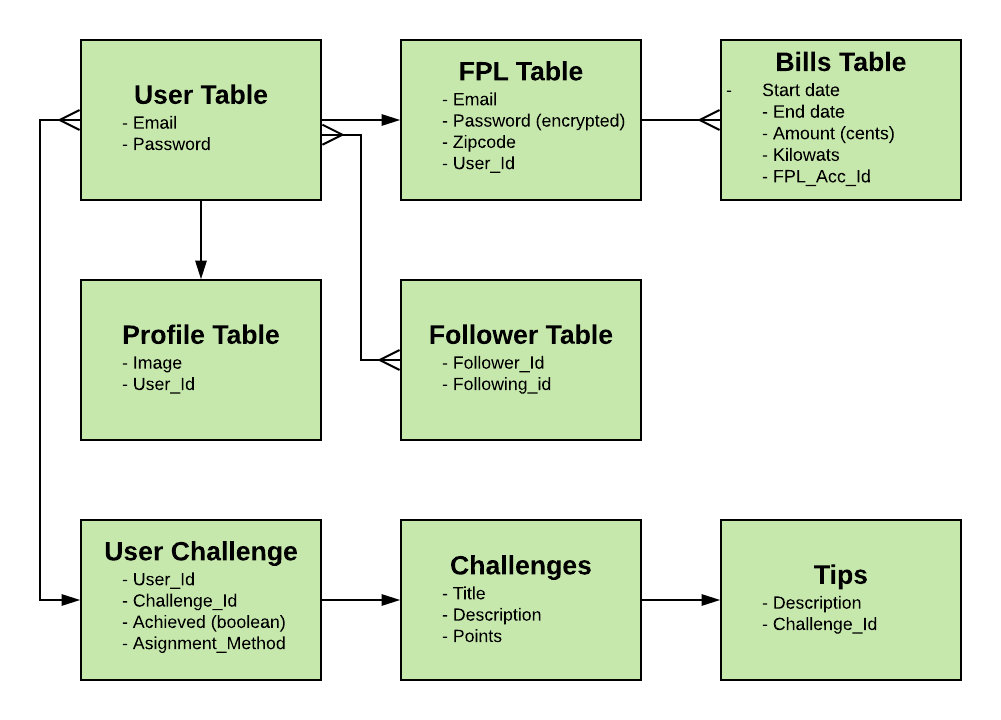 User Table
- Email
- Password
FPL Table
- Email
- Password (encrypted)
- Zipcode
- User_Id
Bills Table
- Start date
- End date
- Amount (cents)
- Kilowats
- FPL_Acc_Id
Profile Table
- Image
- User_Id
Follower Table
- Follower_Id
- Following_id
User Challenge
- User_Id
- Challenge_Id
- Achieved (boolean)
- Asignment_Method
Challenges
- Title
- Description
- Points
Tips
- Description
- Challenge_Id